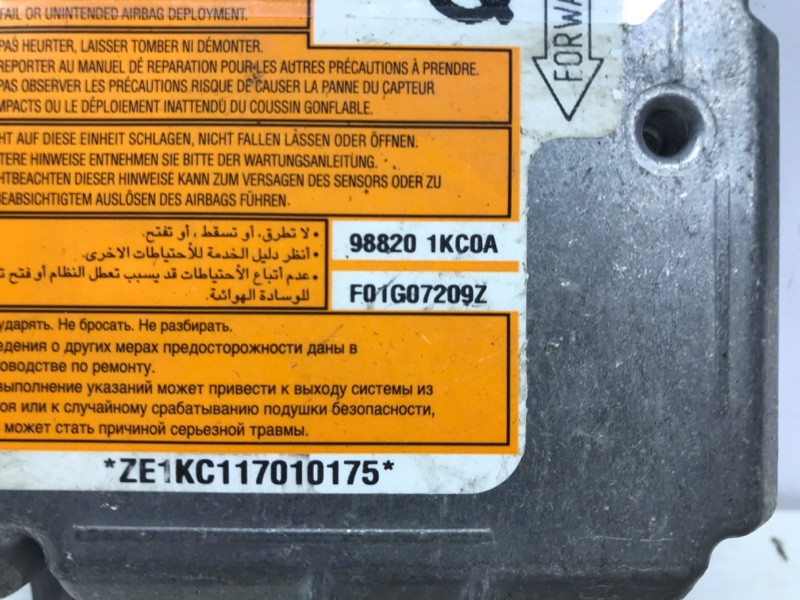 FAIL OR UNINTENDED AIRBAG DEPLOYMENT.
FORWA
PAS HEURTER, LAISSER TOMBER NI DÉMONTER.
REPORTER AU MANUEL DE RÉPARATION POUR LES AUTRES PRÉCAUTIONS À PRENDRE.
PAS OBSERVER LES PRÉCAUTIONS RISQUE DE CAUSER LA PANNE DU CAPTEUR
MPACTS OU LE DÉPLOIEMENT INATTENDU DU COUSSIN GONFLABLE.
HT AUF DIESE EINHEIT SCHLAGEN, NICHT FALLEN LASSEN ODER ÖFFNEN.
TERE HINWEISE ENTNEHMEN SIE BITTE DER WARTUNGSANLEITUNG.
HTBEACHTEN DIESER HINWEISE KANN ZUM VERSAGEN DES SENSORS ODER ZU
EABSICHTIGTEM AUSLÖSEN DES AIRBAGS FÜHREN.
• لا تطرق، أو تسقط، أو تفتح.
• أنظر دليل الخدمة للأحتياطات الاخرى.
• عدم أتباع الأحتياطات قد يسبب تعطل النظام أو فتح
للوسادة الهوائية.
98820 1KC0A
F01G07209Z
ударять. Не бросать. Не разбирать.
едения о других мерах предосторожности даны в
оводстве по ремонту.
выполнение указаний может привести к выходу системы из
оя или к случайному срабатыванию подушки безопасности,
может стать причиной серьезной травмы.
*ZE1KC117010175*